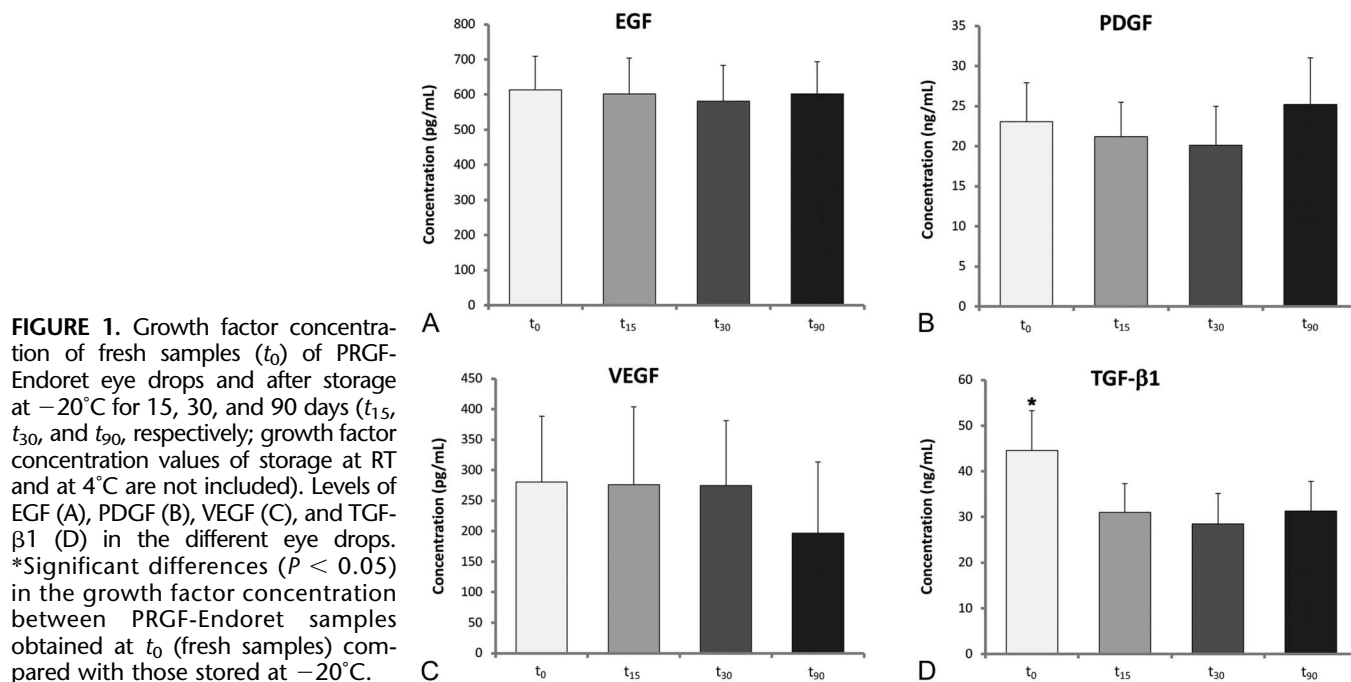 EGF
Concentration (pg/mL)
800
700
600
500
400
300
200
100
0
A
t0
t15
t30
t90
PDGF
Concentration (ng/mL)
35
30
25
20
15
10
5
0
B
t0
t15
t30
t90
FIGURE 1. Growth factor concentra-
tion of fresh samples (t0) of PRGF-
Endoret eye drops and after storage
at −20°C for 15, 30, and 90 days (t15,
t30, and t90, respectively; growth factor
concentration values of storage at RT
and at 4°C are not included). Levels of
EGF (A), PDGF (B), VEGF (C), and TGF-
β1 (D) in the different eye drops.
*Significant differences (P < 0.05)
in the growth factor concentration
between PRGF-Endoret samples
obtained at t0 (fresh samples) com-
pared with those stored at −20°C.
VEGF
Concentration (pg/mL)
450
400
350
300
250
200
150
100
50
0
C
t0
t15
t30
t90
TGF-β1
Concentration (ng/mL)
60
50
40
30
20
10
0
*
D
t0
t15
t30
t90